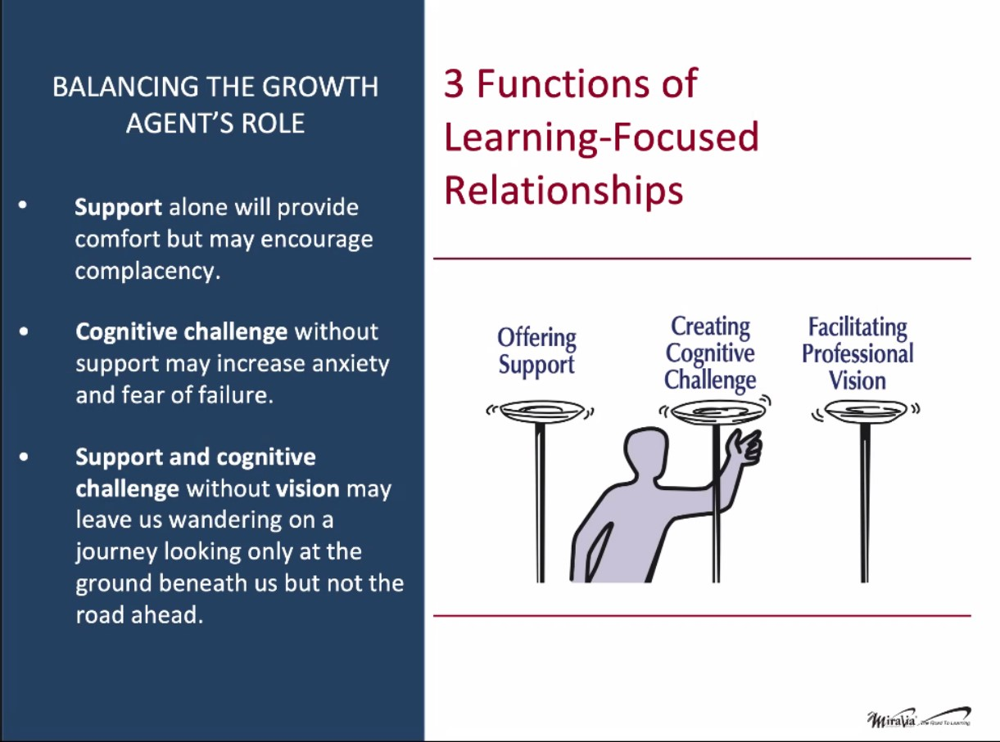 BALANCING THE GROWTH
AGENT’S ROLE
• Support alone will provide
comfort but may encourage
complacency.
• Cognitive challenge without
support may increase anxiety
and fear of failure.
• Support and cognitive
challenge without vision may
leave us wandering on a
journey looking only at the
ground beneath us but not the
road ahead.
3 Functions of
Learning-Focused
Relationships
Offering
Support
Creating
Cognitive
Challenge
Facilitating
Professional
Vision
MiraVia® The Road To Learning